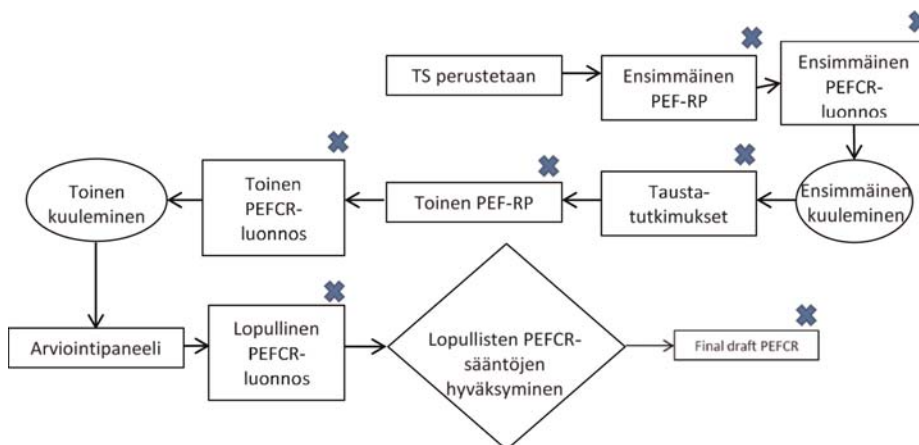 TS perustetaan
Ensimmäinen
PEF-RP
Ensimmäinen
PEFCR-
luonnos
Ensimmäinen
kuuleminen
Tausta-
tutkimukset
Toinen PEF-RP
Toinen
PEFCR-
luonnos
Toinen
kuuleminen
Arviointipaneeli
Lopullinen
PEFCR-
luonnos
Lopullisten PEFCR-
sääntöjen
hyväksyminen
Final draft PEFCR